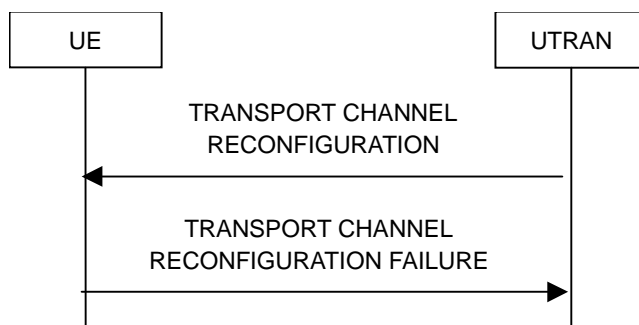 UE
UTRAN
TRANSPORT CHANNEL
RECONFIGURATION
TRANSPORT CHANNEL
RECONFIGURATION FAILURE